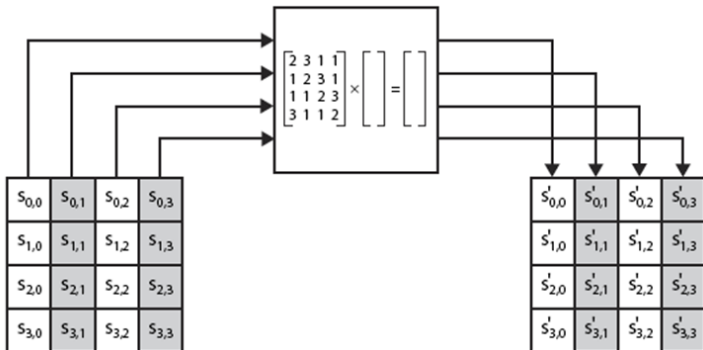 2 3 1 1
1 2 3 1
1 1 2 3
3 1 1 2
× =
S0,0 S0,1 S0,2 S0,3
S1,0 S1,1 S1,2 S1,3
S2,0 S2,1 S2,2 S2,3
S3,0 S3,1 S3,2 S3,3
S'0,0 S'0,1 S'0,2 S'0,3
S'1,0 S'1,1 S'1,2 S'1,3
S'2,0 S'2,1 S'2,2 S'2,3
S'3,0 S'3,1 S'3,2 S'3,3